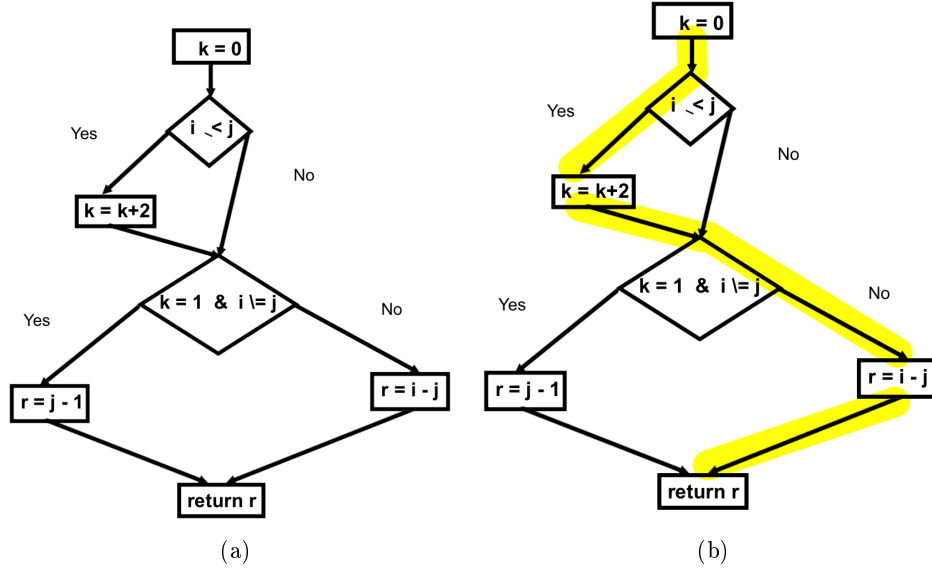 k = 0
i _< j
Yes
No
k = k+2
k = 1 & i \= j
Yes
No
r = j - 1
r = i - j
return r
(a)
k = 0
i _< j
Yes
No
k = k+2
k = 1 & i \= j
Yes
No
r = j - 1
r = i - j
return r
(b)